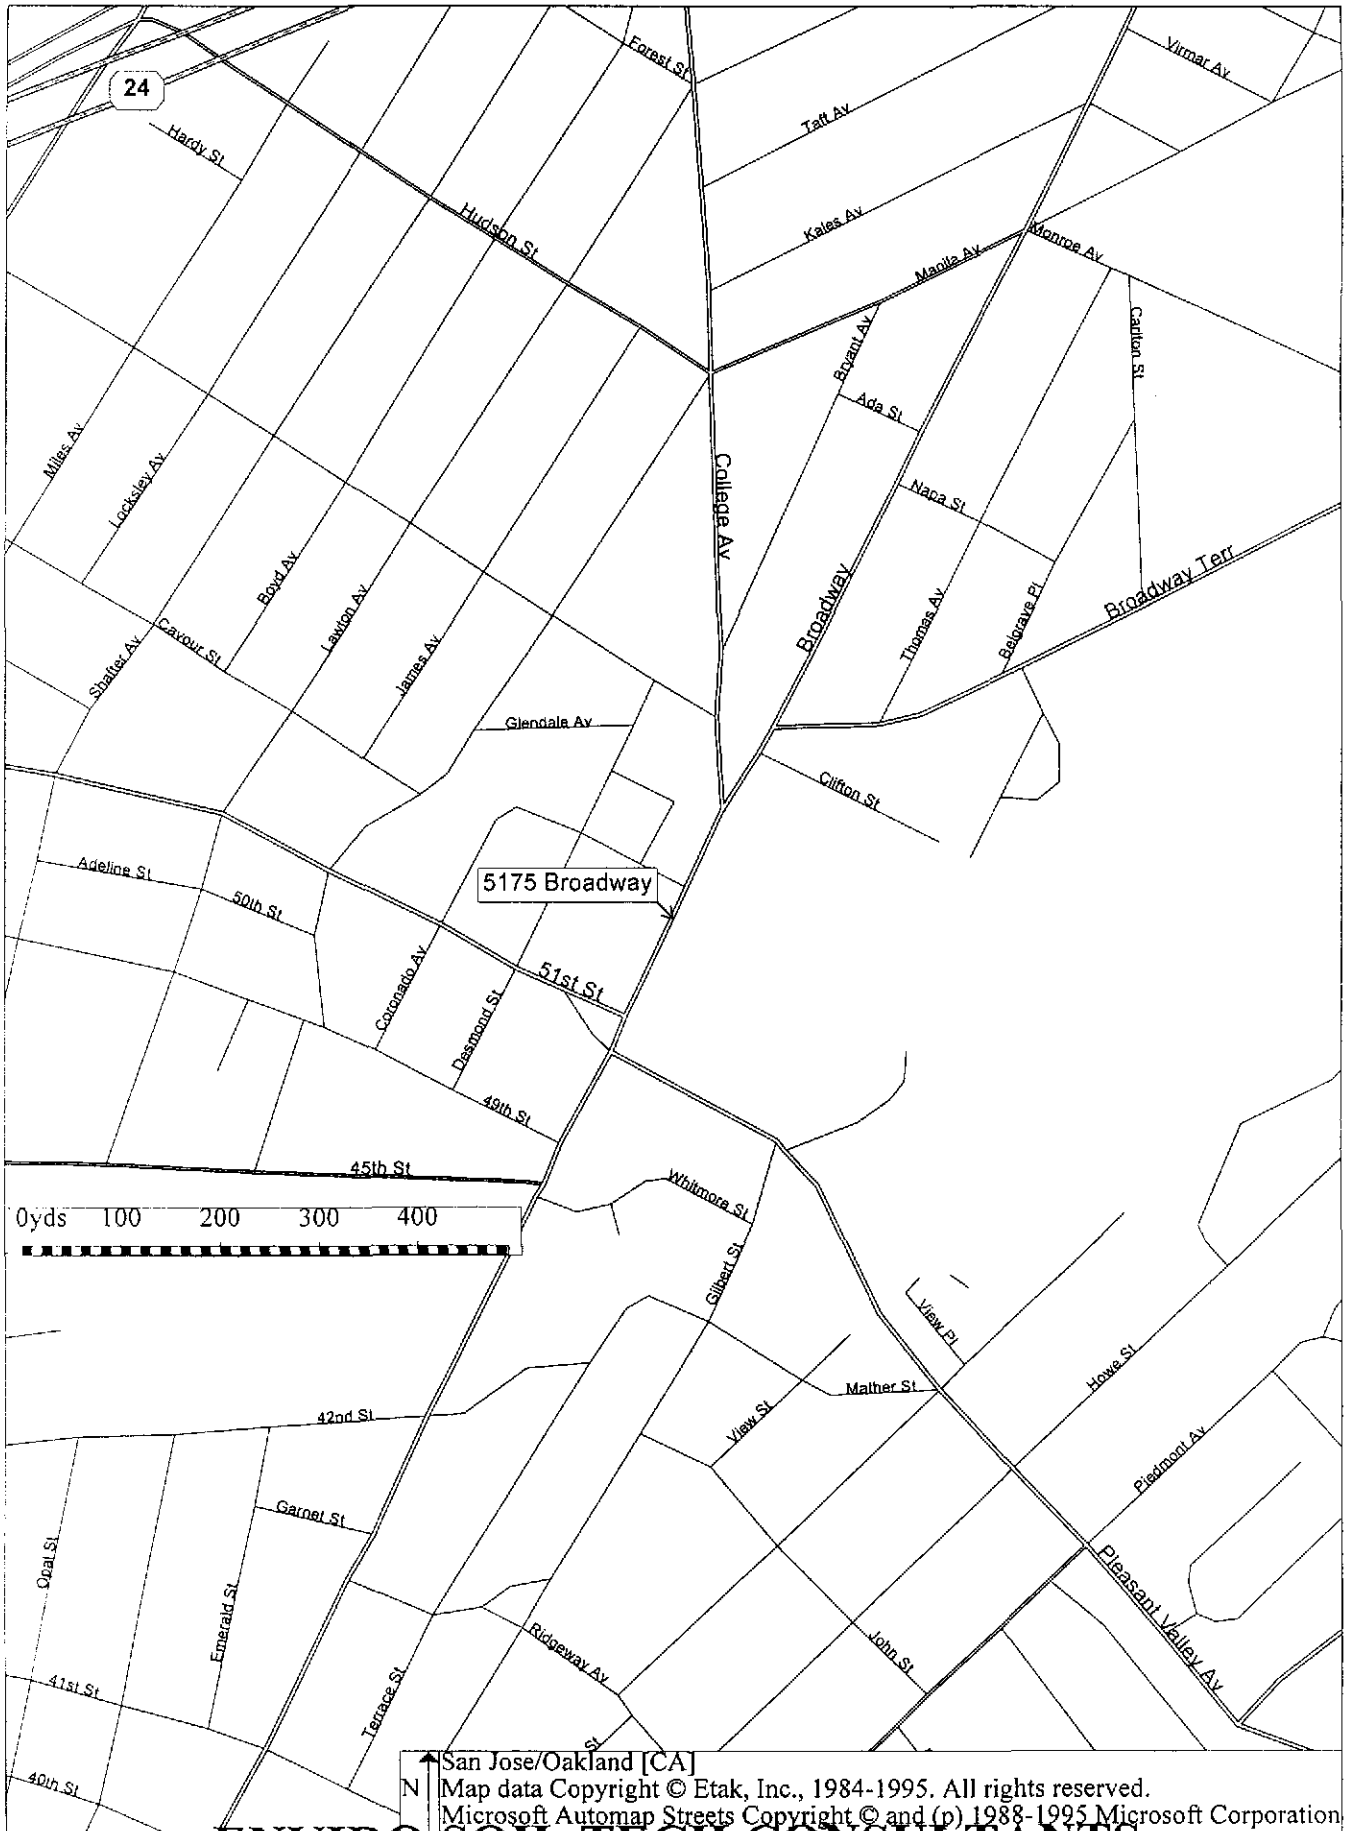 Forest St
Virmar Av
24
Taft Av
Hardy St
Hudson St
Kales Av
Manila Av
Monroe Av
Carlton St
Bryant Av
Ada St
Miles Av
Locksley Av
College Av
Napa St
Boyd Av
Lawton Av
Broadway
Thomas Av
Belgrave Pl
Broadway Terr
Cavour St
Shafter Av
James Av
Glendale Av
Clifton St
Adeline St
50th St
5175 Broadway
Coronado Av
51st St
Desmond St
49th St
45th St
Whitmore St
0yds 100 200 300 400
Gilbert St
View Pl
Howe St
Mather St
42nd St
View St
Piedmont Av
Garnet St
Opal St
Emerald St
Pleasant Valley Av
Ridgeway Av
John St
41st St
Terrace St
St
40th St
San Jose/Oakland [CA]
N
Map data Copyright © Etak, Inc., 1984-1995. All rights reserved.
Microsoft Automap Streets Copyright © and (p) 1988-1995 Microsoft Corporation
ENVIRO SOIL TECH CONSULTANTS